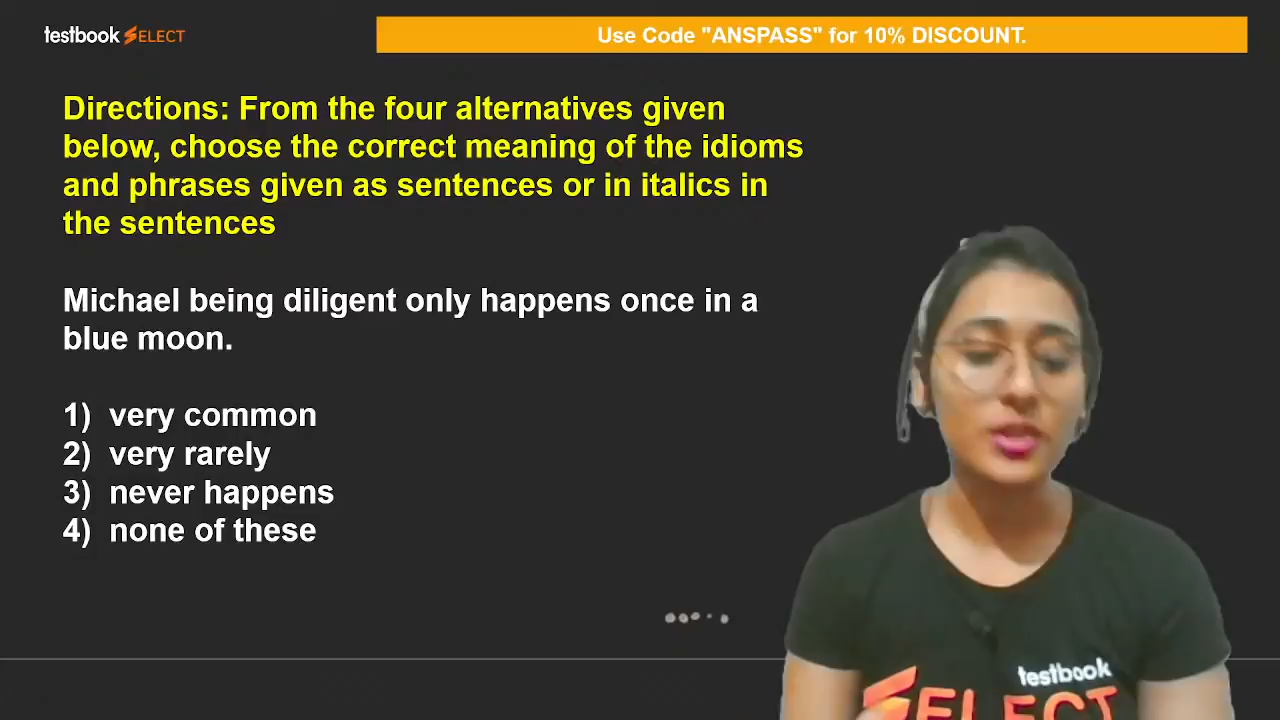 testbook SELECT
Use Code "ANSPASS" for 10% DISCOUNT.
Directions: From the four alternatives given
below, choose the correct meaning of the idioms
and phrases given as sentences or in italics in
the sentences
Michael being diligent only happens once in a
blue moon.
1) very common
2) very rarely
3) never happens
4) none of these
testbook
SELECT